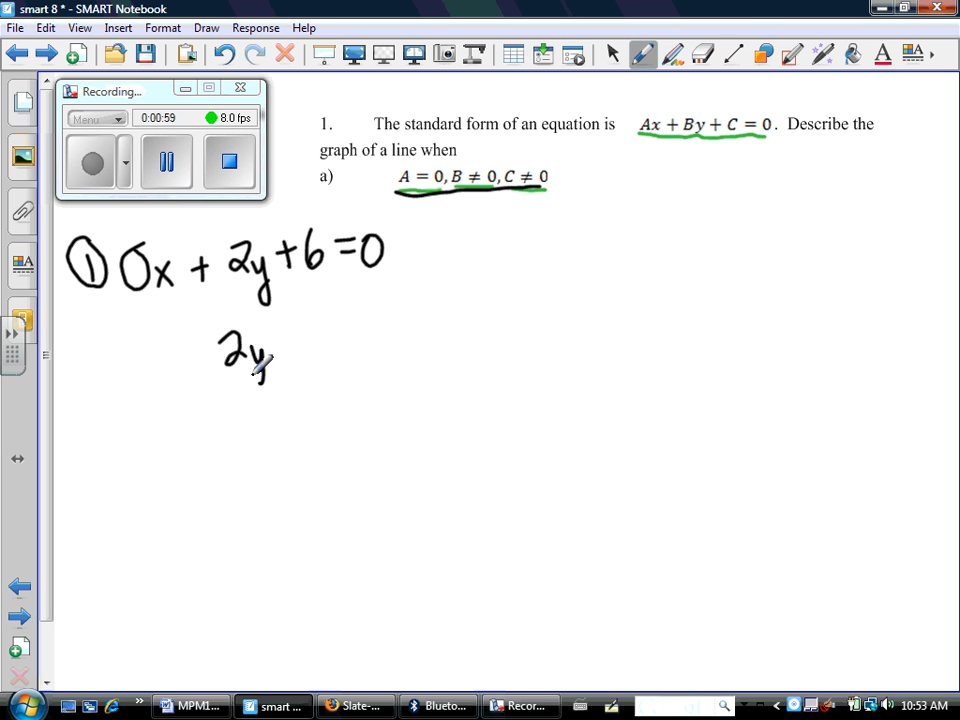 smart 8 * - SMART Notebook
File Edit View Insert Format Draw Response Help
Recording...
Menu
0:00:59
8.0 fps
1. The standard form of an equation is Ax + By + C = 0. Describe the
graph of a line when
a) A = 0, B ≠ 0, C ≠ 0
① 0x + 2y + 6 = 0
2y
MPM1...
smart ...
Slate-...
Blueto...
Recor...
10:53 AM